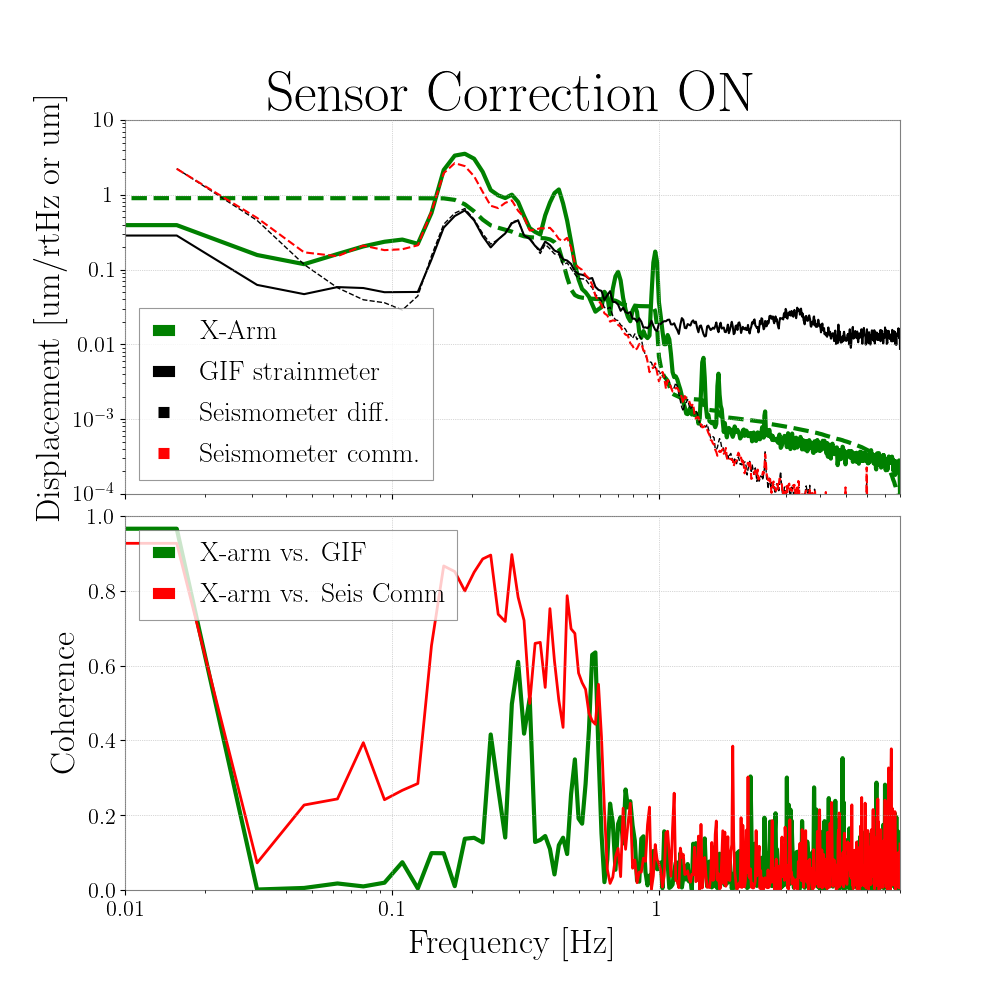 Sensor Correction ON
Displacement [um/rtHz or um]
10
1
0.1
0.01
10⁻³
10⁻⁴
X-Arm
GIF strainmeter
Seismometer diff.
Seismometer comm.
Coherence
1.0
0.8
0.6
0.4
0.2
0.0
X-arm vs. GIF
X-arm vs. Seis Comm
0.01
0.1
1
Frequency [Hz]